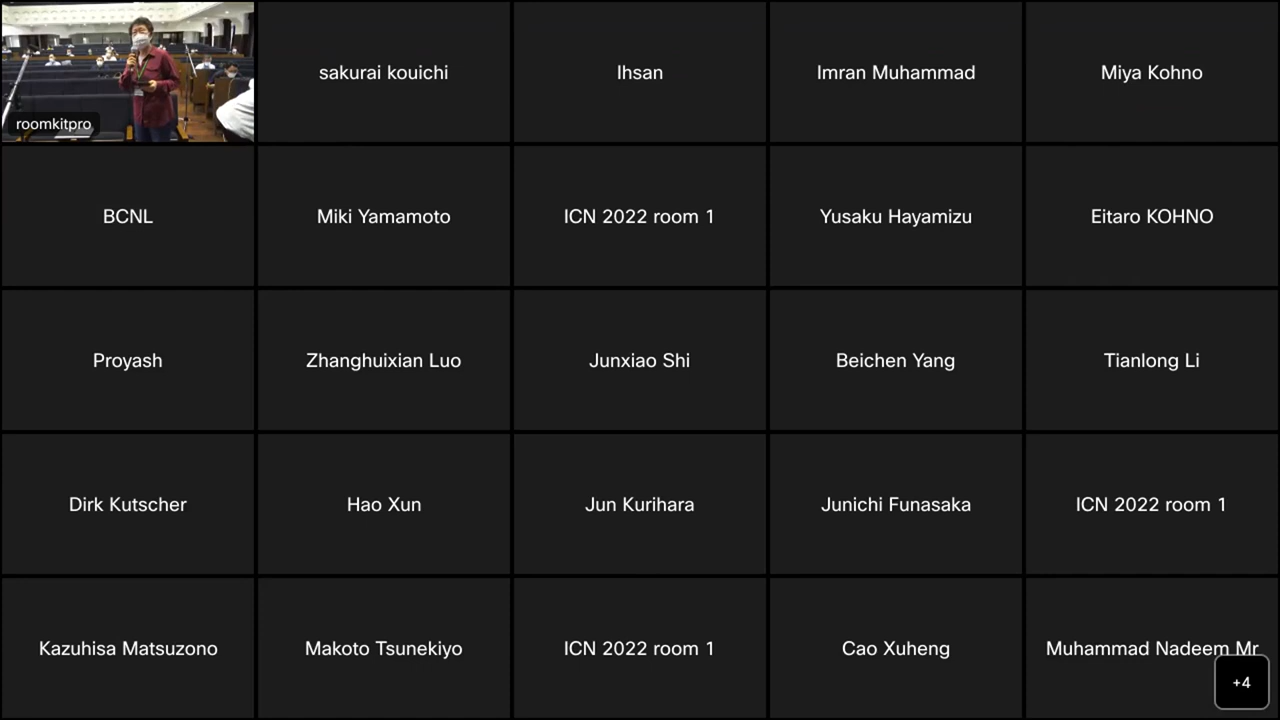 roomkitpro
sakurai kouichi
Ihsan
Imran Muhammad
Miya Kohno
BCNL
Miki Yamamoto
ICN 2022 room 1
Yusaku Hayamizu
Eitaro KOHNO
Proyash
Zhanghuixian Luo
Junxiao Shi
Beichen Yang
Tianlong Li
Dirk Kutscher
Hao Xun
Jun Kurihara
Junichi Funasaka
ICN 2022 room 1
Kazuhisa Matsuzono
Makoto Tsunekiyo
ICN 2022 room 1
Cao Xuheng
Muhammad Nadeem Mr
+4